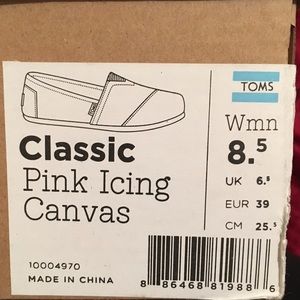 TOMS
Wmn
8.5
UK 6.5
EUR 39
CM 25.5
Classic
Pink Icing
Canvas
10004970
MADE IN CHINA
8 86468 81988 6